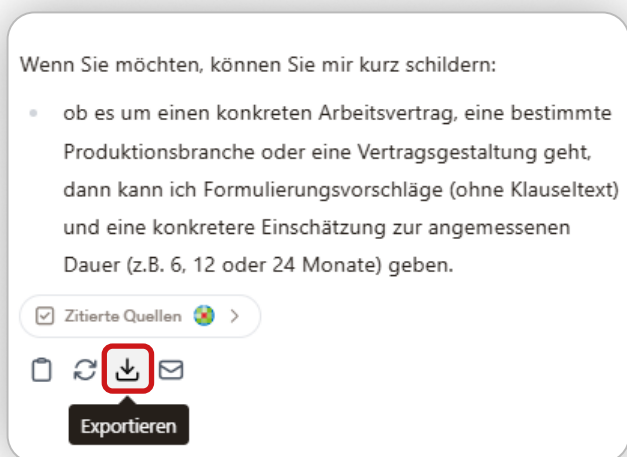 Wenn Sie möchten, können Sie mir kurz schildern:
ob es um einen konkreten Arbeitsvertrag, eine bestimmte
Produktionsbranche oder eine Vertragsgestaltung geht,
dann kann ich Formulierungsvorschläge (ohne Klauseltext)
und eine konkretere Einschätzung zur angemessenen
Dauer (z.B. 6, 12 oder 24 Monate) geben.
Zitierte Quellen
Exportieren